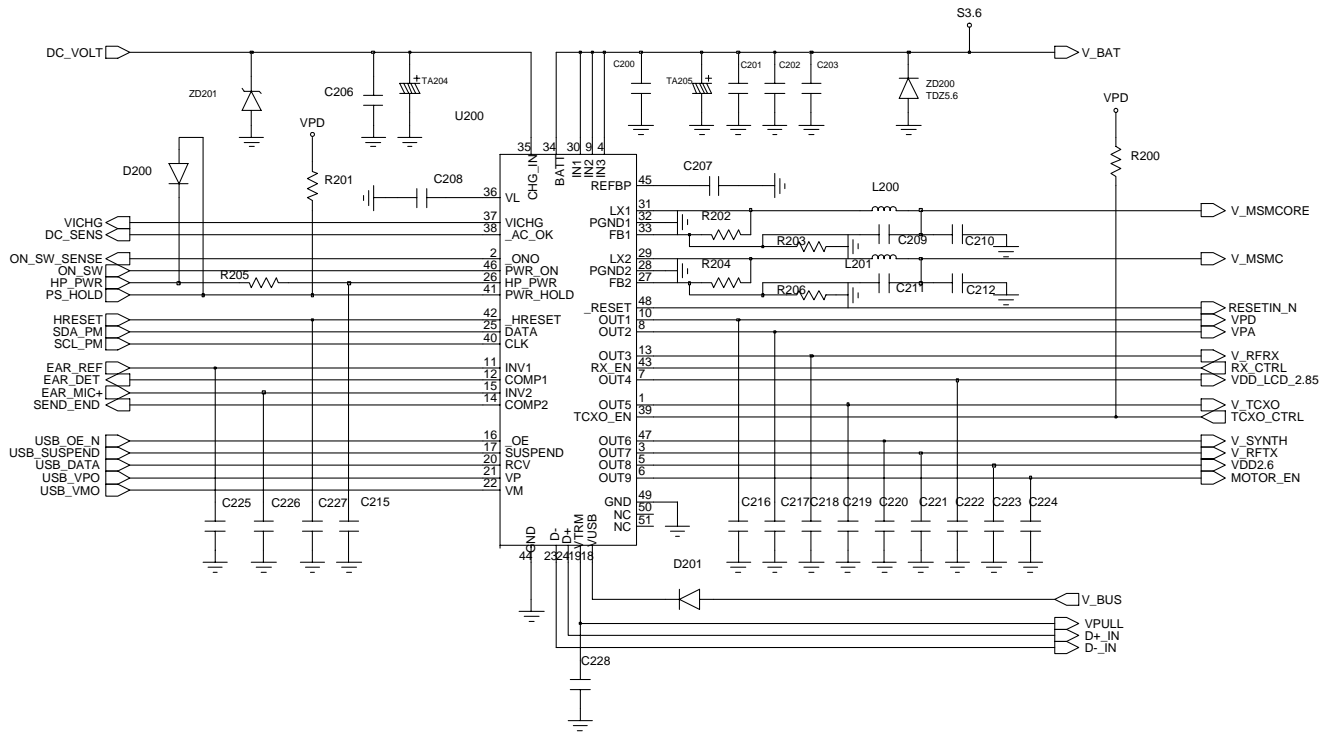 S3.6
DC_VOLT
V_BAT
C200
TA205
C201
C202
C203
ZD200
TDZ5.6
ZD201
C206
TA204
U200
VPD
VPD
D200
R201
R200
35
34
30
9
4
CHG_IN
BATT
IN1
IN2
IN3
C208
36
VL
REFBP
45
C207
L200
VICHG
37
VICHG
LX1
31
R202
V_MSMCORE
DC_SENS
38
_AC_OK
PGND1
32
FB1
33
R203
C209
C210
ON_SW_SENSE
2
_ONO
LX2
29
V_MSMC
ON_SW
46
PWR_ON
PGND2
28
R204
L201
HP_PWR
R205
26
HP_PWR
FB2
27
R206
C211
C212
PS_HOLD
41
PWR_HOLD
_RESET
48
RESETIN_N
HRESET
42
_HRESET
OUT1
10
VPD
SDA_PM
25
DATA
OUT2
8
VPA
SCL_PM
40
CLK
OUT3
13
V_RFRX
EAR_REF
11
INV1
RX_EN
43
RX_CTRL
EAR_DET
12
COMP1
OUT4
7
VDD_LCD_2.85
EAR_MIC+
15
INV2
SEND_END
14
COMP2
OUT5
1
V_TCXO
TCXO_EN
39
TCXO_CTRL
USB_OE_N
16
_OE
OUT6
47
V_SYNTH
USB_SUSPEND
17
SUSPEND
OUT7
3
V_RFTX
USB_DATA
20
RCV
OUT8
5
VDD2.6
USB_VPO
21
VP
OUT9
6
MOTOR_EN
USB_VMO
22
VM
C225
C226
C227
C215
GND
49
NC
50
NC
51
C216
C217
C218
C219
C220
C221
C222
C223
C224
GND
D-
D+
VTRM
VUSB
44
23
24
19
18
D201
V_BUS
VPULL
D+_IN
D-_IN
C228